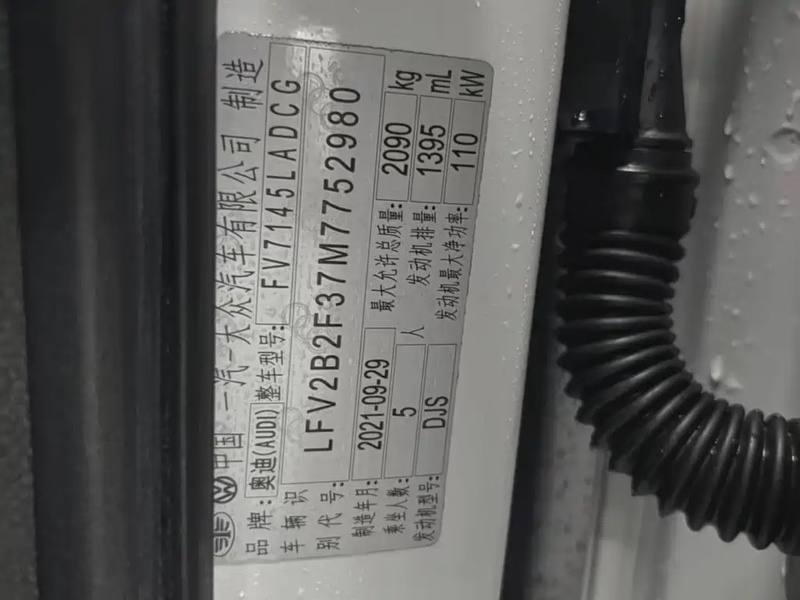 中国 一汽-大众汽车有限公司 制造
品牌: 奥迪(AUDI) 整车型号: FV7145LADCG
车辆识别代号: LFV2B2F37M7752980
制造年月: 2021-09-29 最大允许总质量: 2090 kg
乘坐人数: 5 人 发动机排量: 1395 mL
发动机型号: DJS 发动机最大净功率: 110 kW